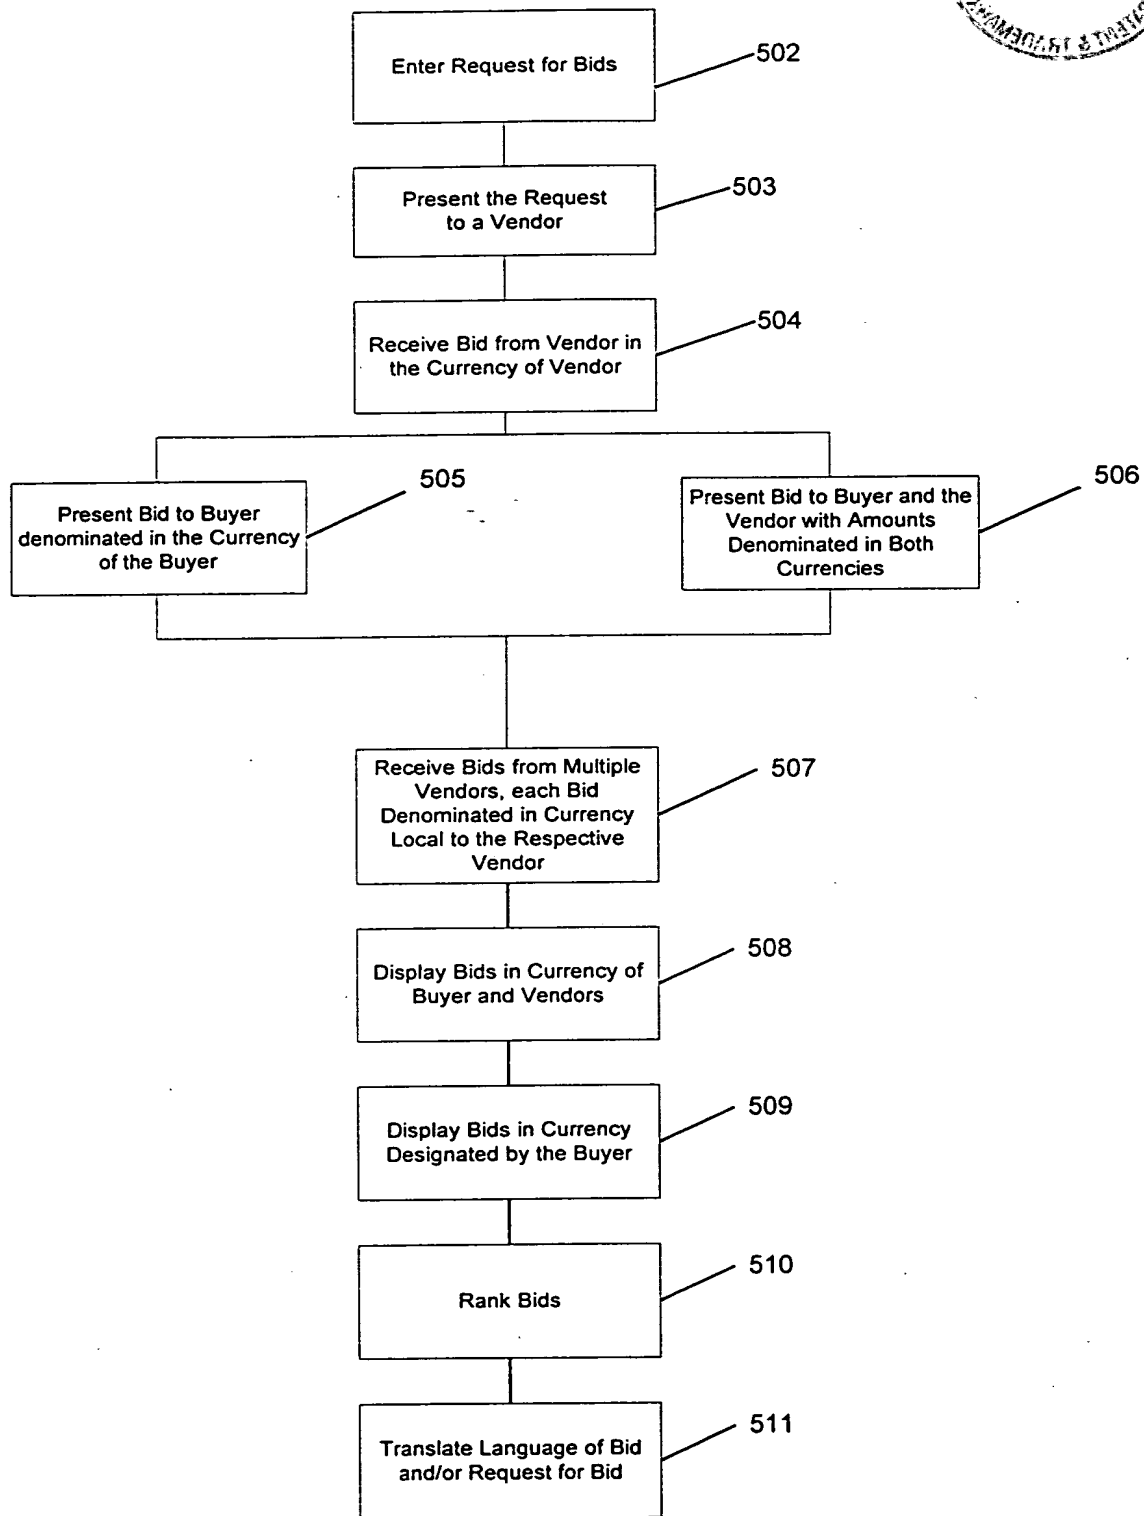 Enter Request for Bids
502
Present the Request
to a Vendor
503
Receive Bid from Vendor in
the Currency of Vendor
504
Present Bid to Buyer
denominated in the Currency
of the Buyer
505
Present Bid to Buyer and the
Vendor with Amounts
Denominated in Both
Currencies
506
Receive Bids from Multiple
Vendors, each Bid
Denominated in Currency
Local to the Respective
Vendor
507
Display Bids in Currency of
Buyer and Vendors
508
Display Bids in Currency
Designated by the Buyer
509
Rank Bids
510
Translate Language of Bid
and/or Request for Bid
511